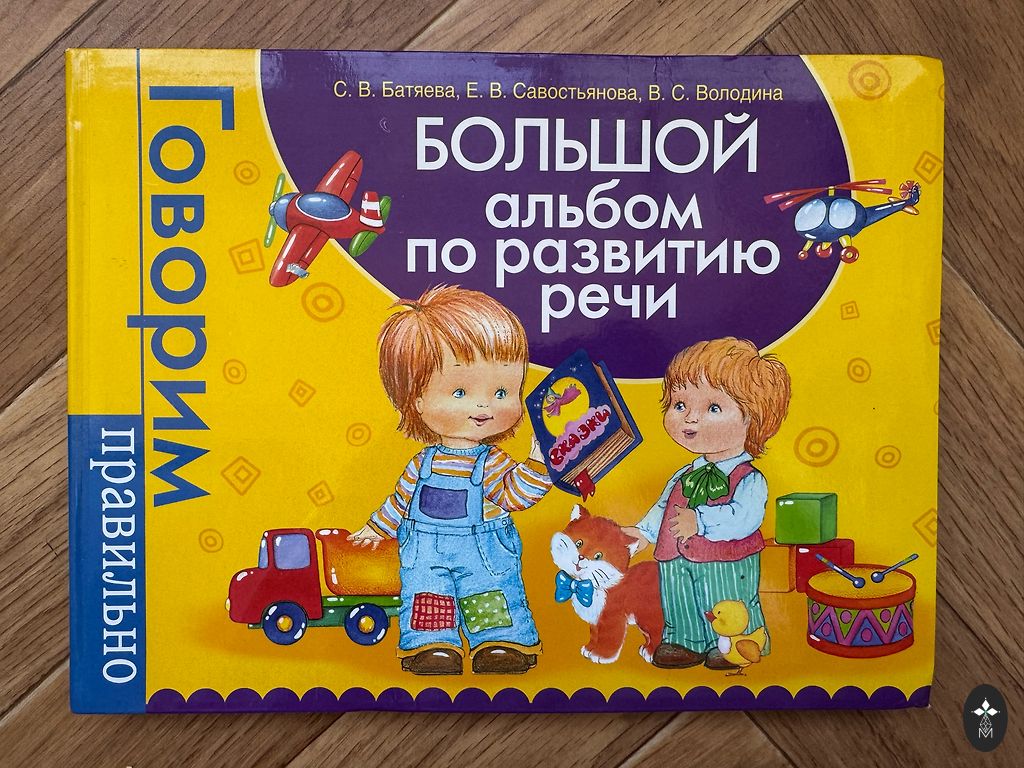 С. В. Батяева, Е. В. Савостьянова, В. С. Володина
БОЛЬШОЙ
альбом
по развитию
речи
Говорим
правильно
СКАЗКИ
М